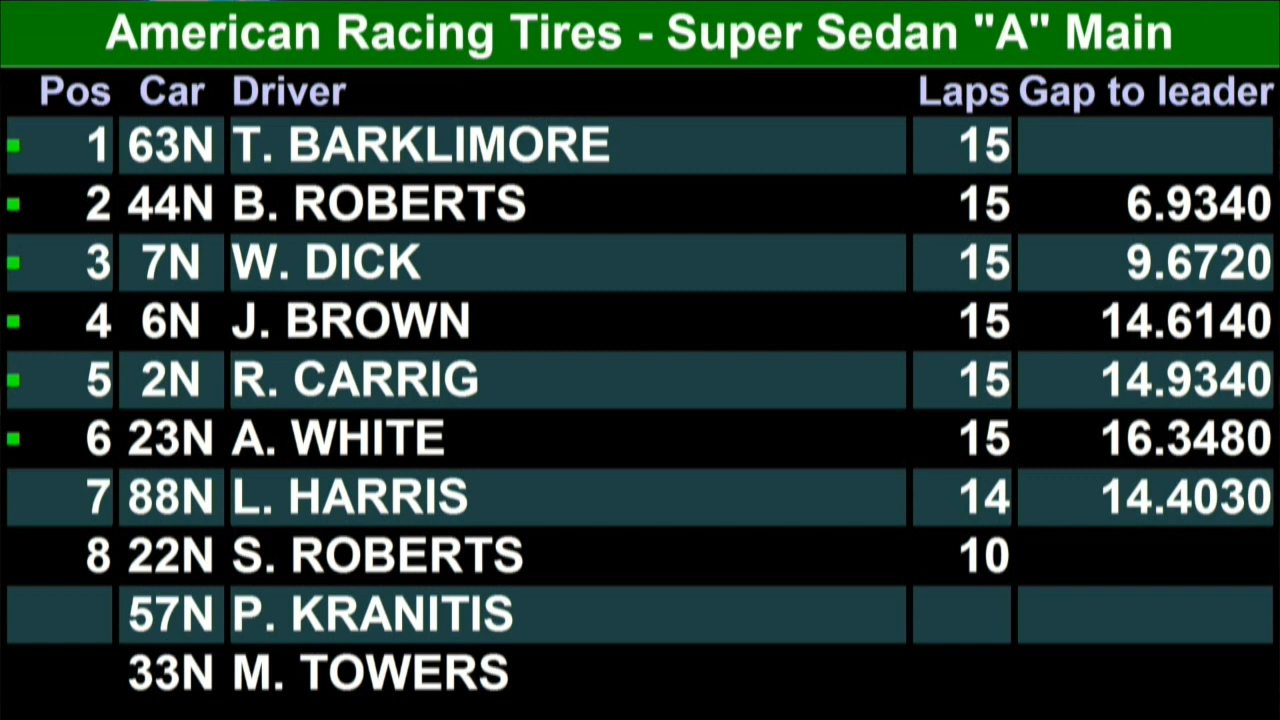 American Racing Tires - Super Sedan "A" Main
Pos Car Driver Laps Gap to leader
1 63N T. BARKLIMORE 15
2 44N B. ROBERTS 15 6.9340
3 7N W. DICK 15 9.6720
4 6N J. BROWN 15 14.6140
5 2N R. CARRIG 15 14.9340
6 23N A. WHITE 15 16.3480
7 88N L. HARRIS 14 14.4030
8 22N S. ROBERTS 10
57N P. KRANITIS
33N M. TOWERS